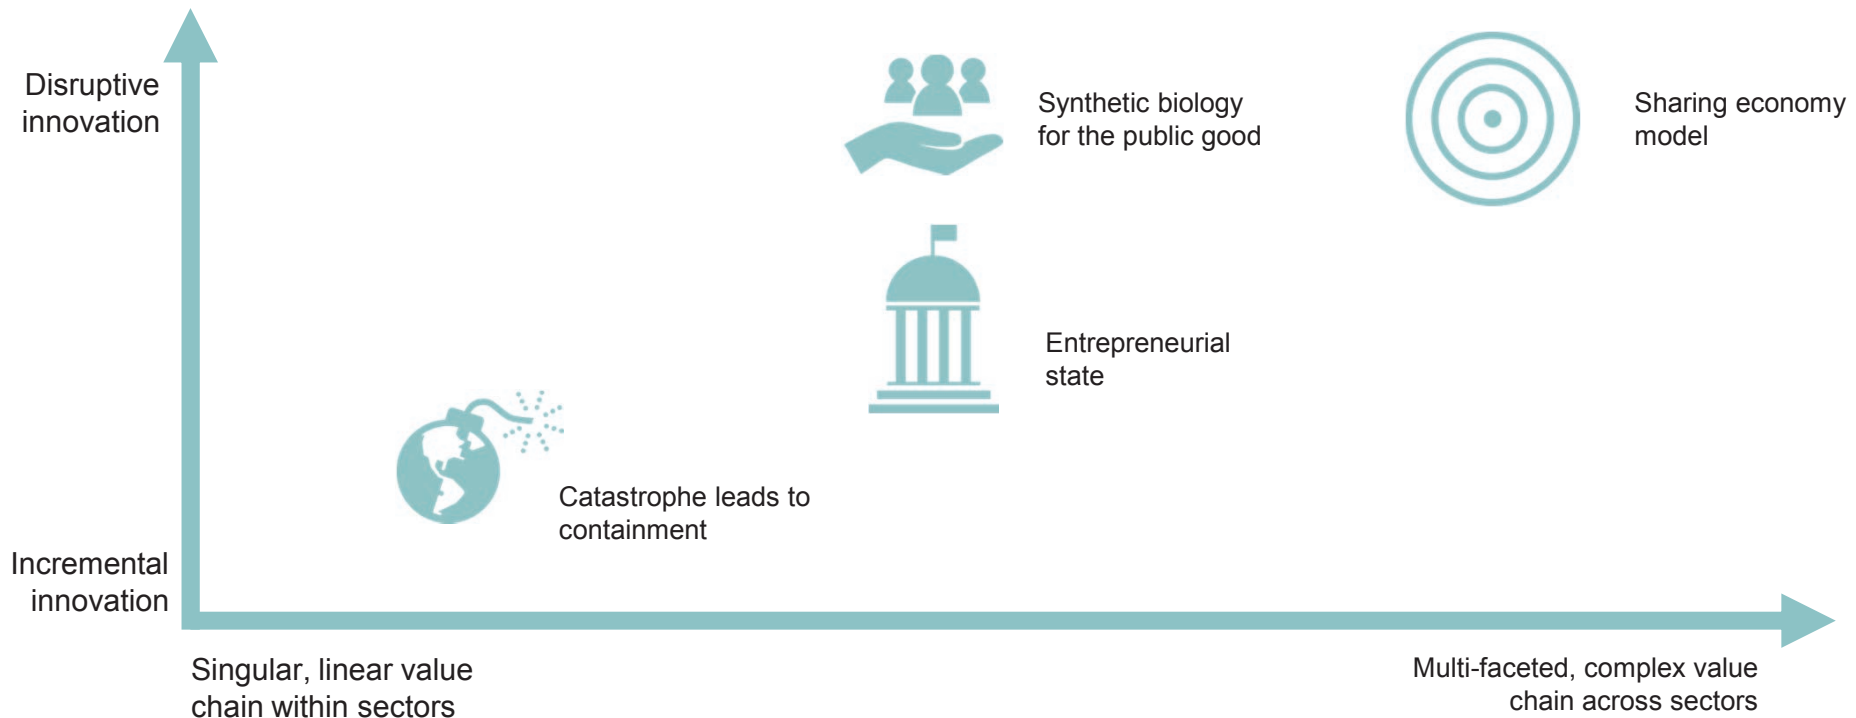 Disruptive
innovation
Synthetic biology
for the public good
Sharing economy
model
Entrepreneurial
state
Catastrophe leads to
containment
Incremental
innovation
Singular, linear value
chain within sectors
Multi-faceted, complex value
chain across sectors